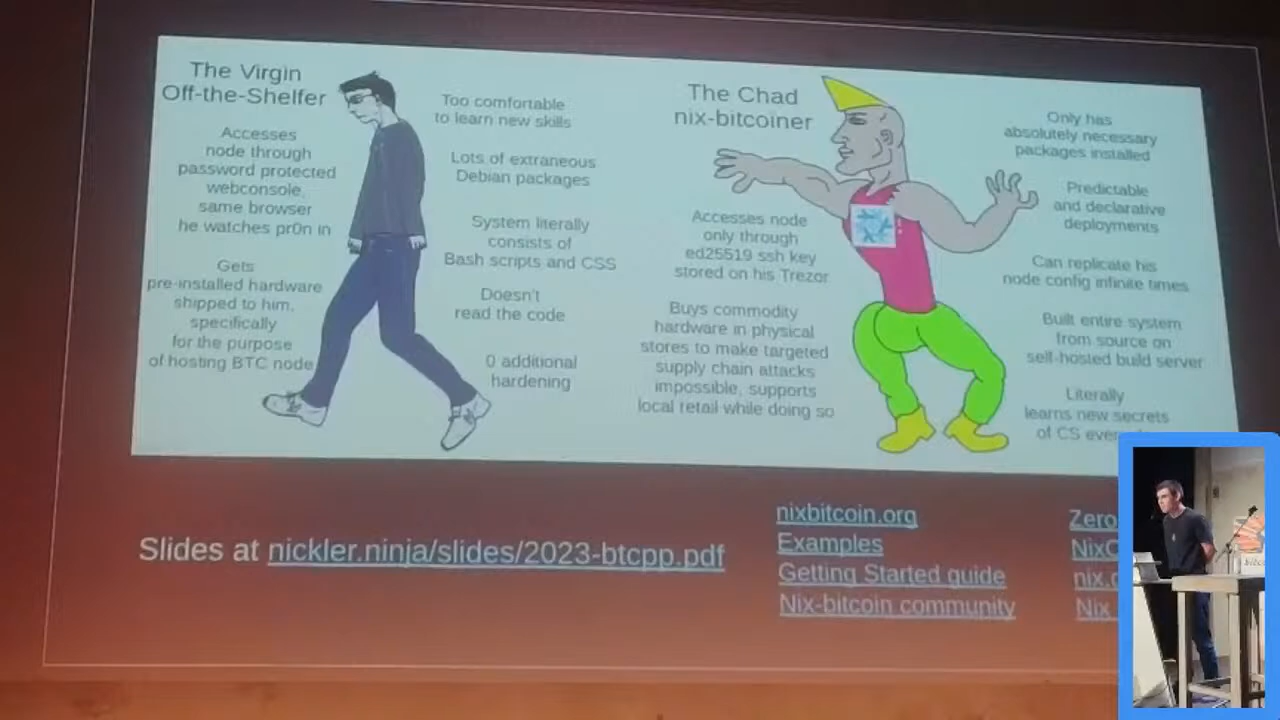 The Virgin
Off-the-Shelfer
Accesses
node through
password protected
webconsole,
same browser
he watches pr0n in
Gets
pre-installed hardware
shipped to him,
specifically
for the purpose
of hosting BTC node
Too comfortable
to learn new skills
Lots of extraneous
Debian packages
System literally
consists of
Bash scripts and CSS
Doesn't
read the code
0 additional
hardening
The Chad
nix-bitcoiner
Accesses node
only through
ed25519 ssh key
stored on his Trezor
Buys commodity
hardware in physical
stores to make targeted
supply chain attacks
impossible, supports
local retail while doing so
Only has
absolutely necessary
packages installed
Predictable
and declarative
deployments
Can replicate his
node config infinite times
Built entire system
from source on
self-hosted build server
Literally
learns new secrets
of CS
Slides at nickler.ninja/slides/2023-btcpp.pdf
nixbitcoin.org
Examples
Getting Started guide
Nix-bitcoin community
Zero
Nix